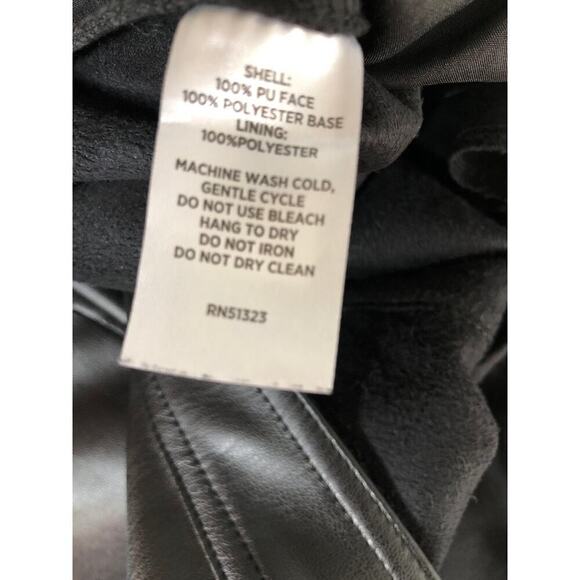 SHELL:
100% PU FACE
100% POLYESTER BASE
LINING:
100%POLYESTER
MACHINE WASH COLD,
GENTLE CYCLE
DO NOT USE BLEACH
HANG TO DRY
DO NOT IRON
DO NOT DRY CLEAN
RN51323